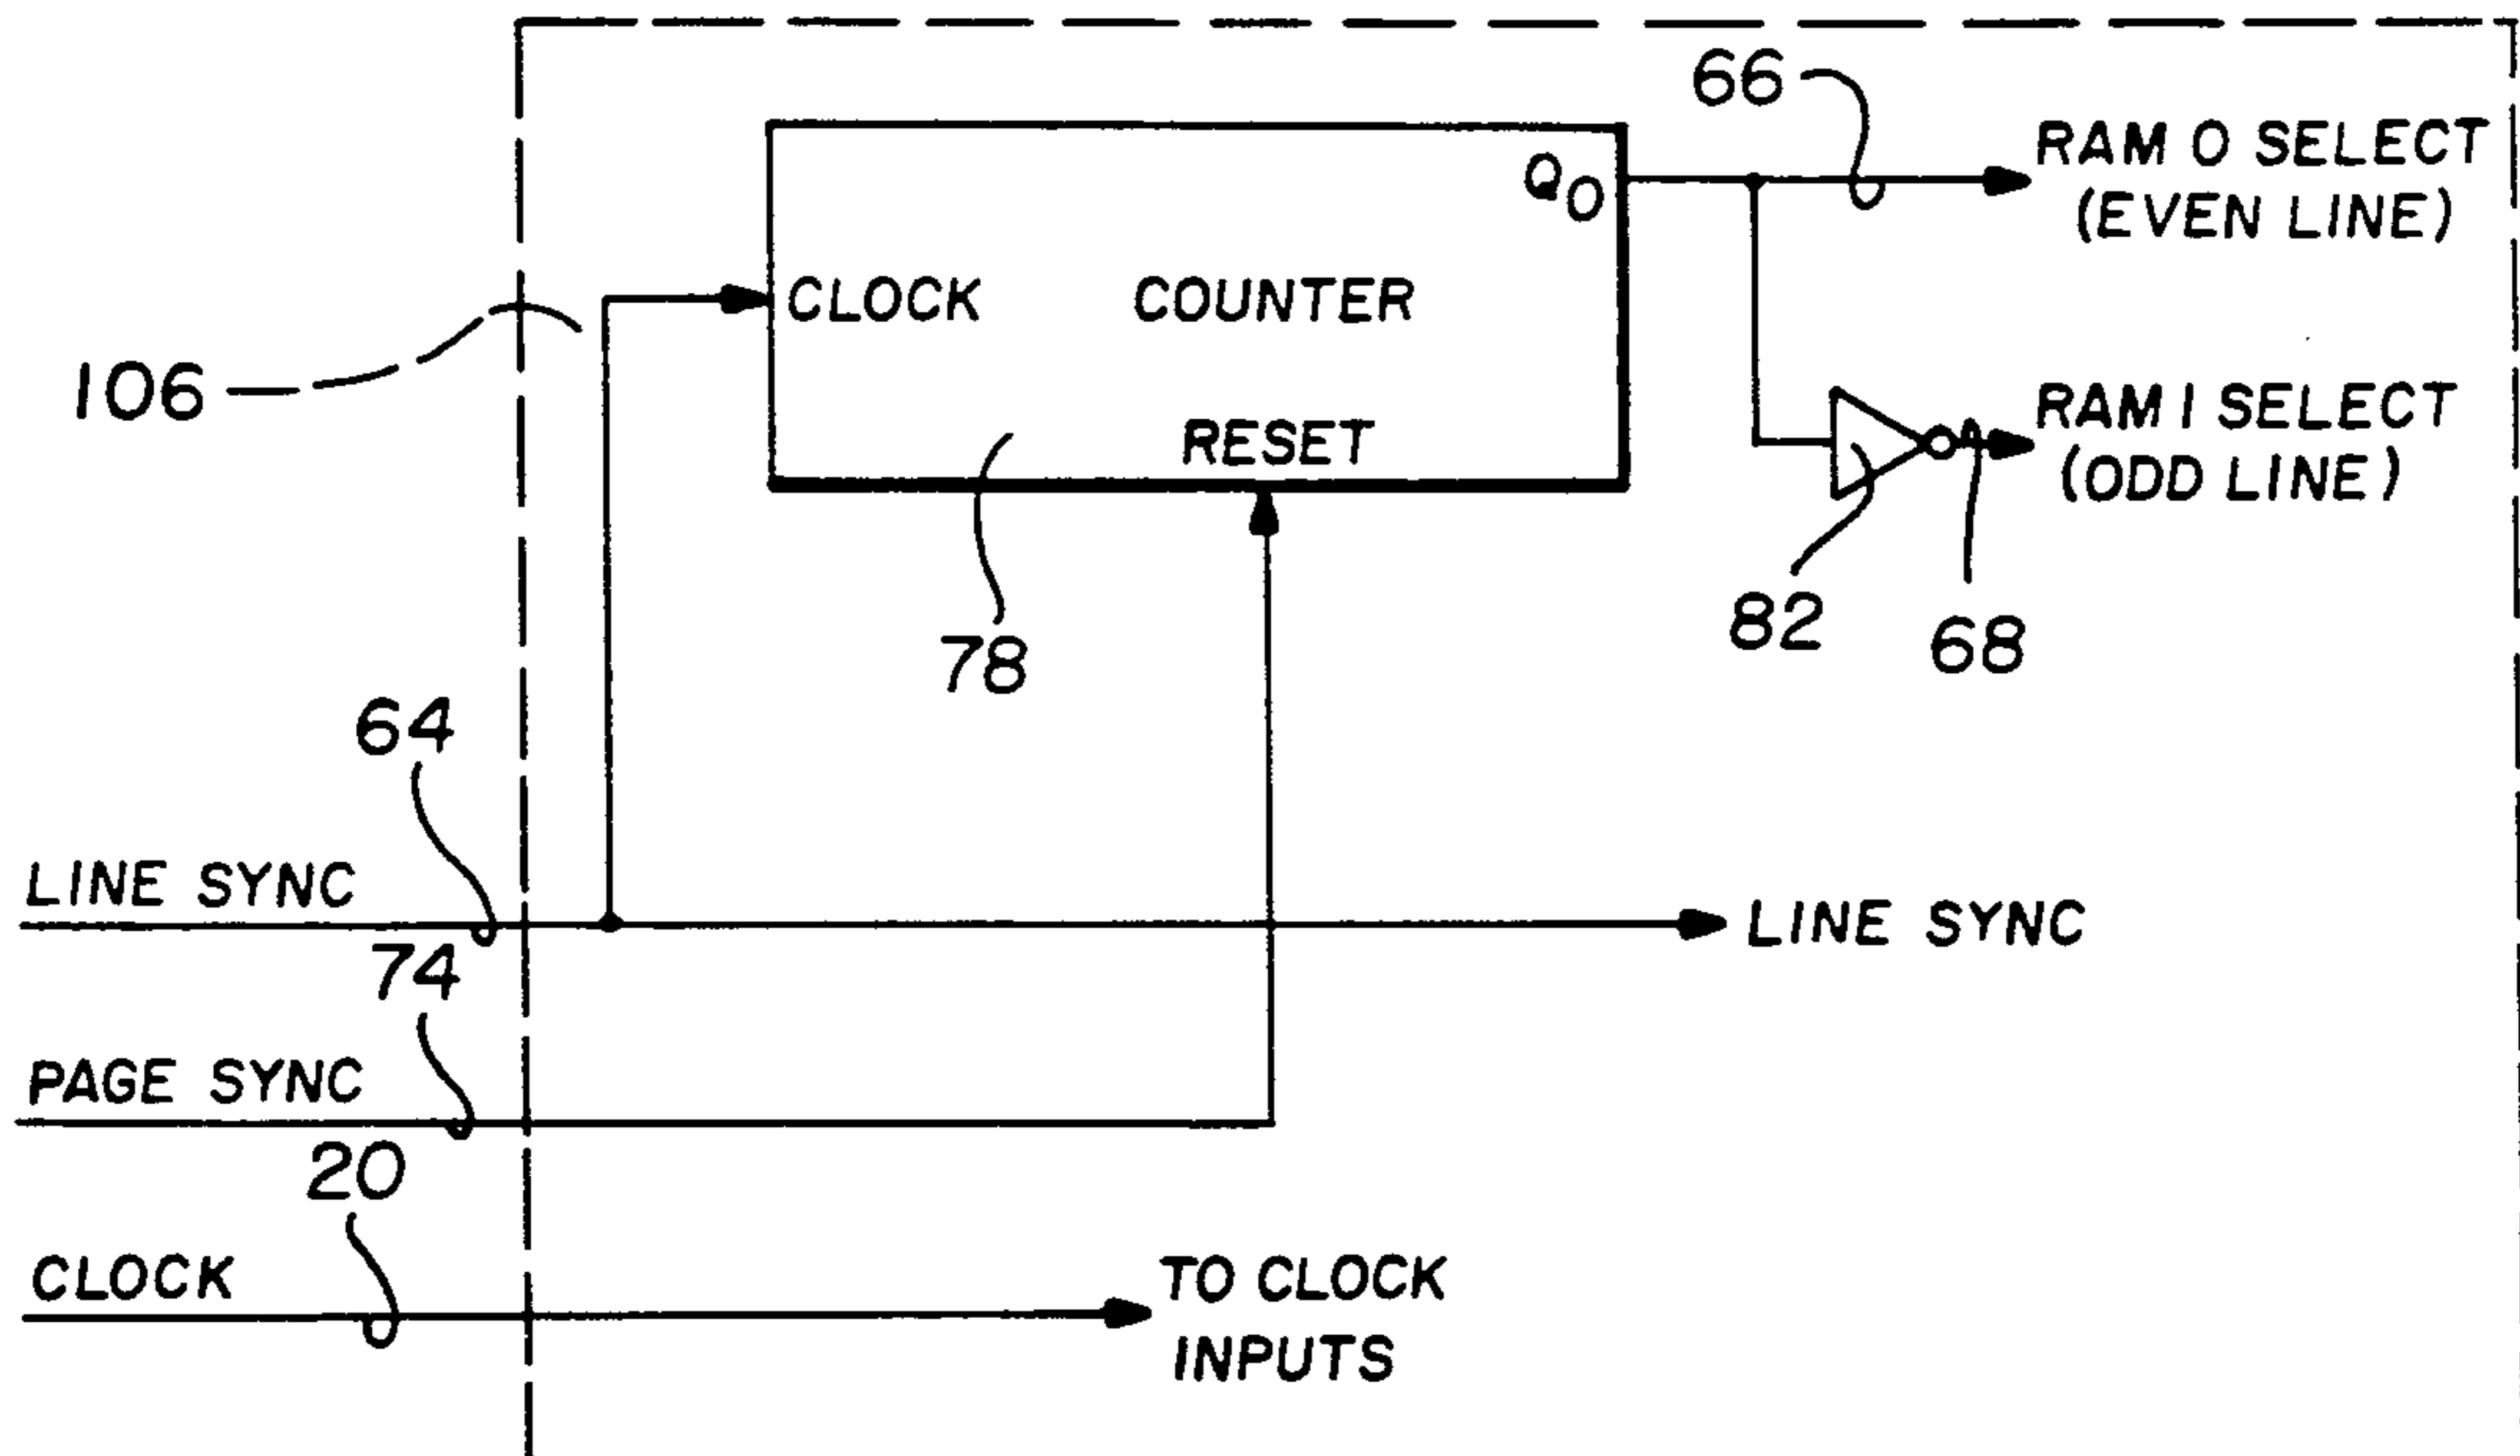 66
RAM 0 SELECT
(EVEN LINE)
Q0
CLOCK
COUNTER
106
RAM 1 SELECT
(ODD LINE)
RESET
82
68
78
64
LINE SYNC
LINE SYNC
74
PAGE SYNC
20
CLOCK
TO CLOCK
INPUTS